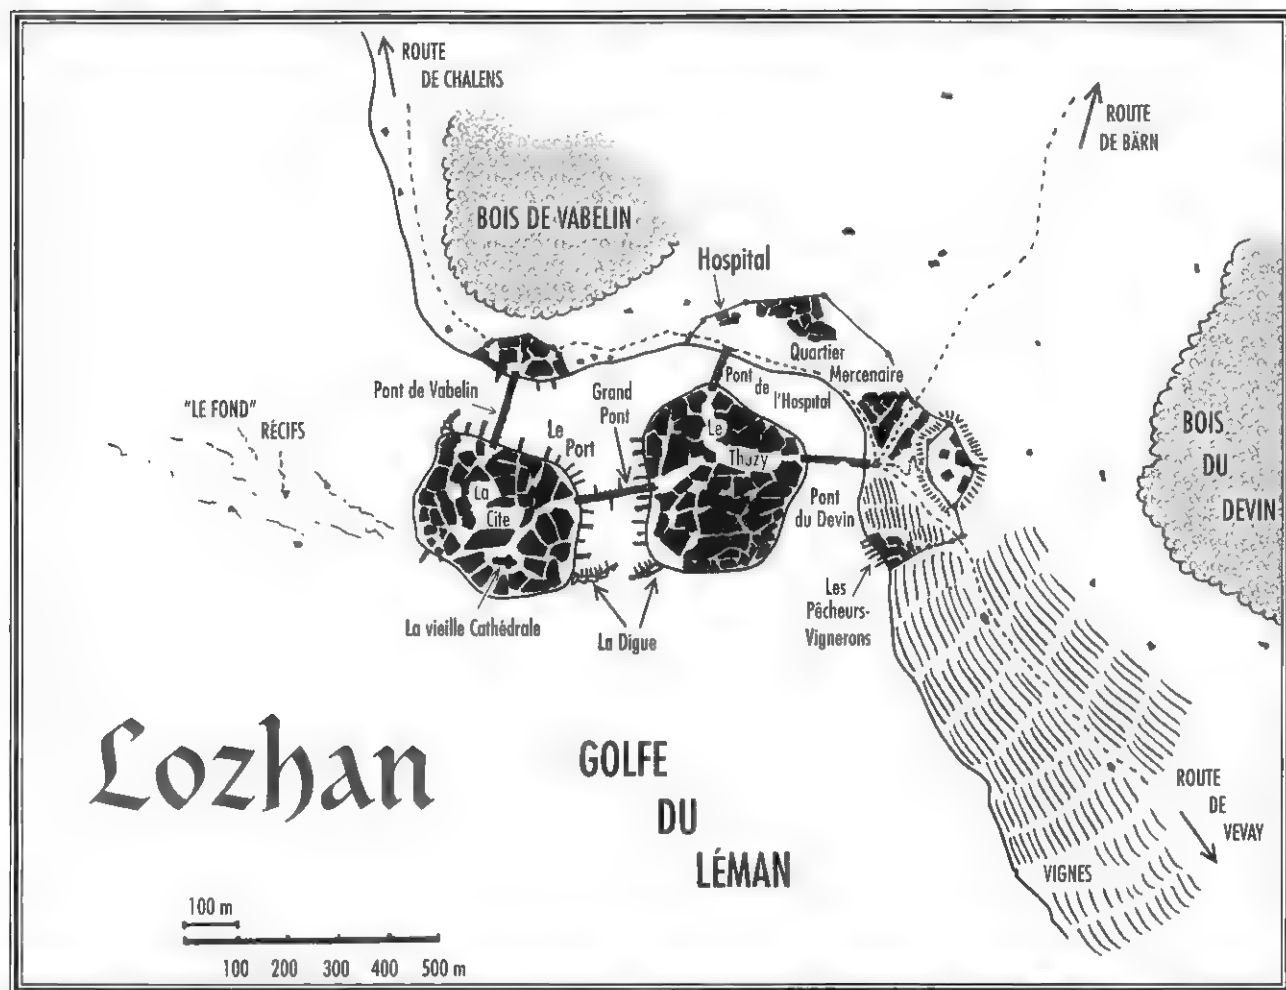 ROUTE
DE CHALENS
ROUTE
DE BÄRN
BOIS DE VABELIN
Hospital
Quartier
Mercenaire
Pont de Vabelin
Grand
Pont
Pont
de
l'Hospital
"LE FOND"
RÉCIFS
Le
Port
Le
Thozy
La
Cite
BOIS
DU
DEVIN
Pont
du Devin
La vieille Cathédrale
La Digue
Les
Pêcheurs-
Vignerons
Lozhan
GOLFE
DU
LÉMAN
ROUTE
DE
VEVAY
VIGNES
100 m
100 200 300 400 500 m